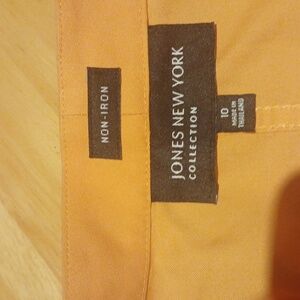 NON-IRON
JONES NEW YORK
COLLECTION
10
MADE IN
THAILAND